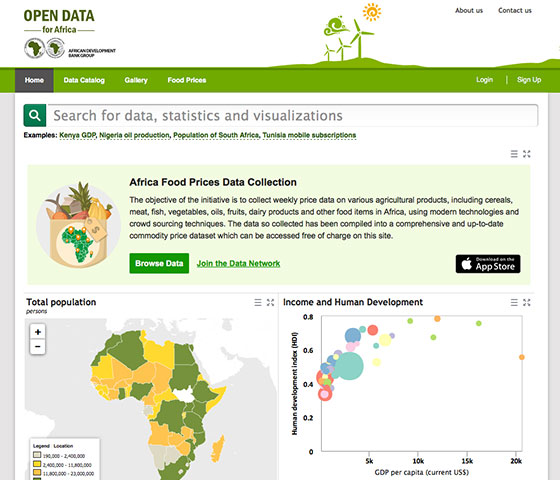 OPEN DATA
for Africa
AFRICAN DEVELOPMENT
BANK GROUP
About us
Contact us
Home
Data Catalog
Gallery
Food Prices
Login
Sign Up
Search for data, statistics and visualizations
Examples: Kenya GDP, Nigeria oil production, Population of South Africa, Tunisia mobile subscriptions
Africa Food Prices Data Collection
The objective of the initiative is to collect weekly price data on various agricultural products, including cereals,
meat, fish, vegetables, oils, fruits, dairy products and other food items in Africa, using modern technologies and
crowd sourcing techniques. The data so collected has been compiled into a comprehensive and up-to-date
commodity price dataset which can be accessed free of charge on this site.
$
Browse Data
Join the Data Network
Download on the
App Store
Total population
persons
+
−
Legend Location
190,000 - 2,400,000
2,400,000 - 11,800,000
11,800,000 - 23,000,000
Income and Human Development
Human development index (HDI)
0.8
0.6
0.4
0.2
0
5k
10k
15k
20k
GDP per capita (current US$)